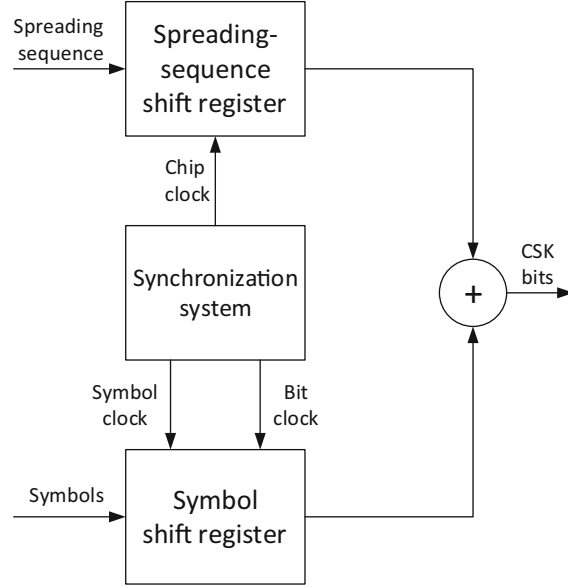 Spreading
sequence
Spreading-
sequence
shift register
Chip
clock
Synchronization
system
CSK
bits
+
Symbol
clock
Bit
clock
Symbols
Symbol
shift register